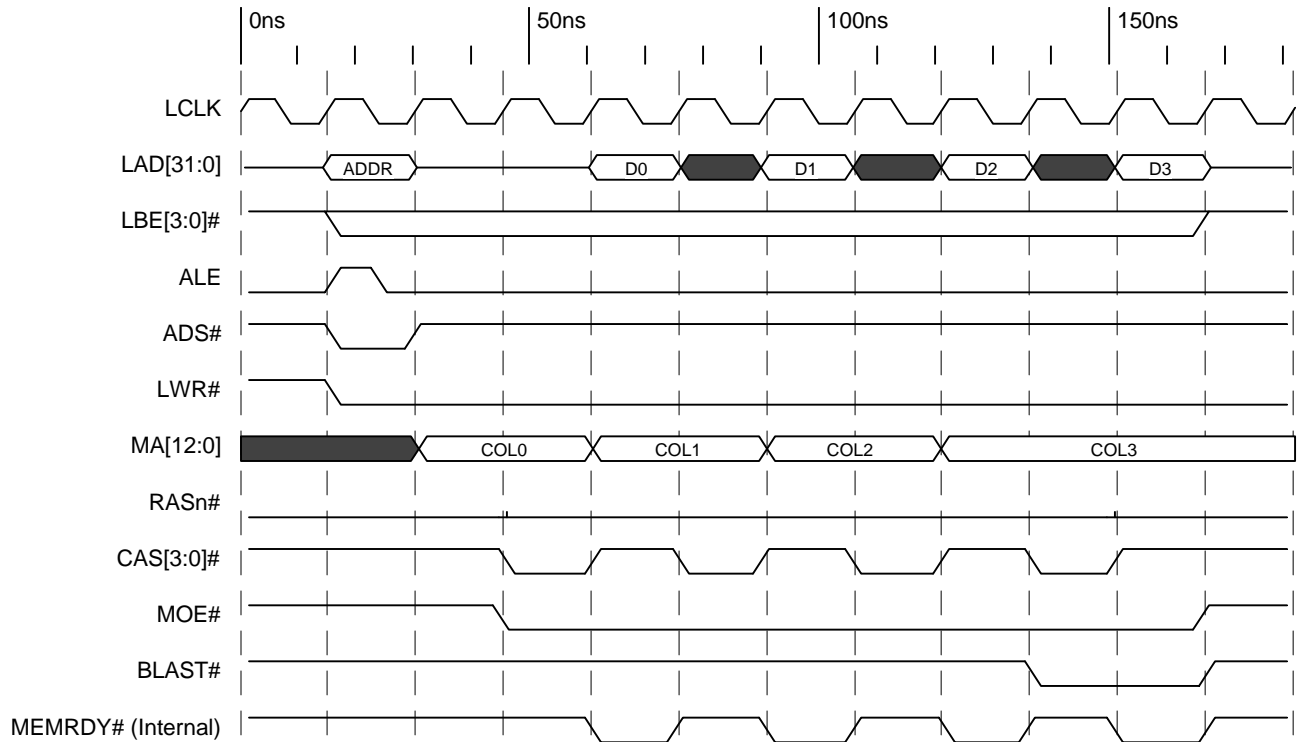 0ns 50ns 100ns 150ns
LCLK
LAD[31:0] ADDR D0 D1 D2 D3
LBE[3:0]#
ALE
ADS#
LWR#
MA[12:0] COL0 COL1 COL2 COL3
RASn#
CAS[3:0]#
MOE#
BLAST#
MEMRDY# (Internal)